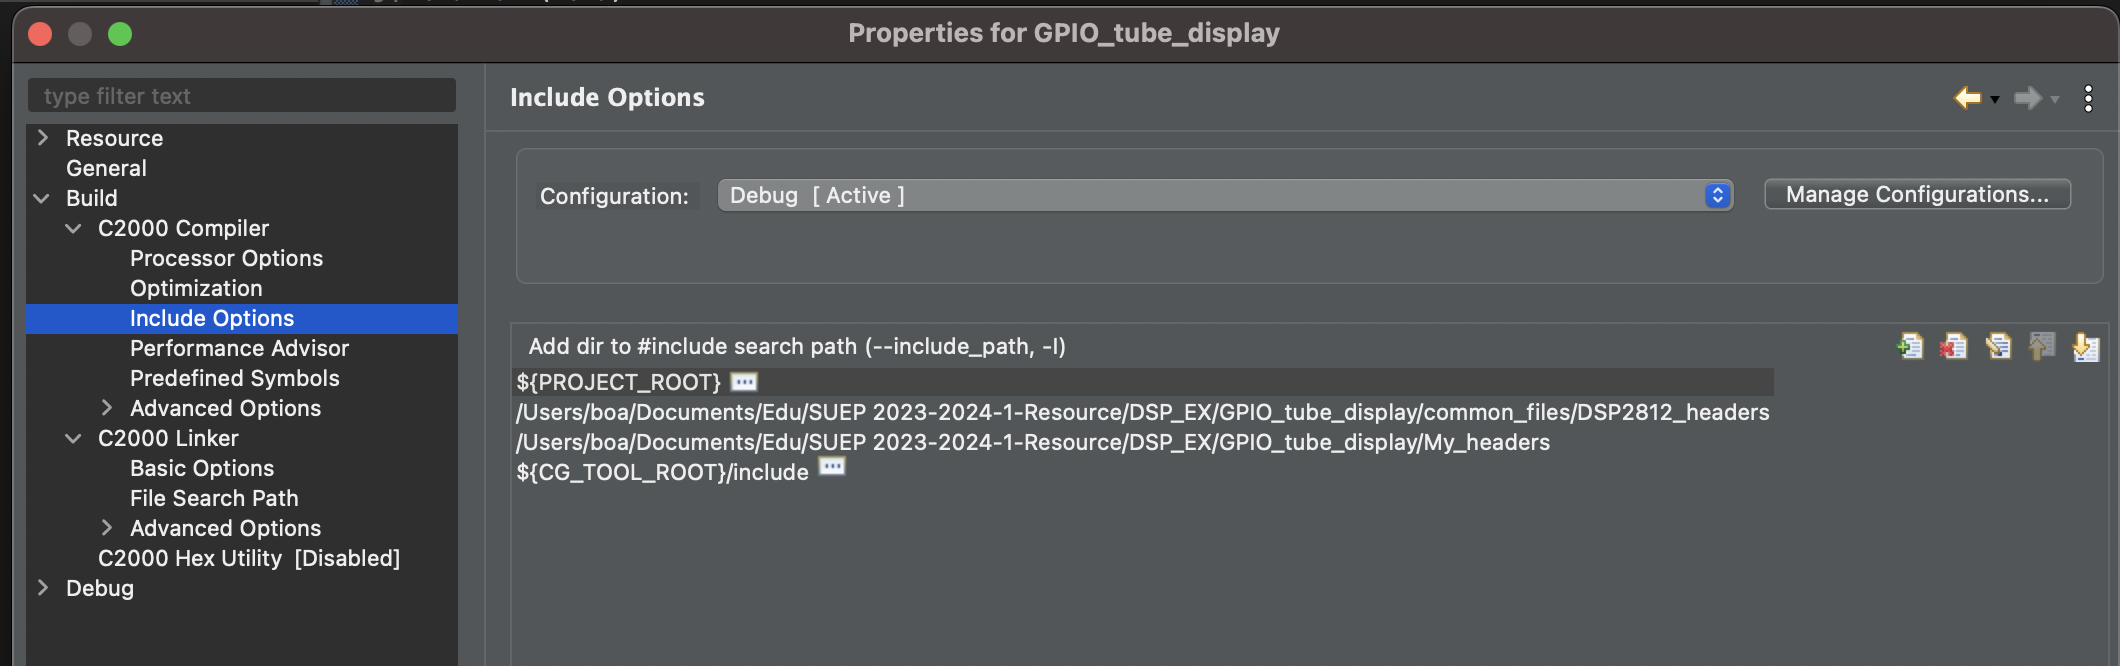 Properties for GPIO_tube_display
type filter text
Resource
General
Build
C2000 Compiler
Processor Options
Optimization
Include Options
Performance Advisor
Predefined Symbols
Advanced Options
C2000 Linker
Basic Options
File Search Path
Advanced Options
C2000 Hex Utility [Disabled]
Debug
Include Options
Configuration: Debug [ Active ] Manage Configurations...
Add dir to #include search path (--include_path, -I)
${PROJECT_ROOT}
/Users/boa/Documents/Edu/SUEP 2023-2024-1-Resource/DSP_EX/GPIO_tube_display/common_files/DSP2812_headers
/Users/boa/Documents/Edu/SUEP 2023-2024-1-Resource/DSP_EX/GPIO_tube_display/My_headers
${CG_TOOL_ROOT}/include